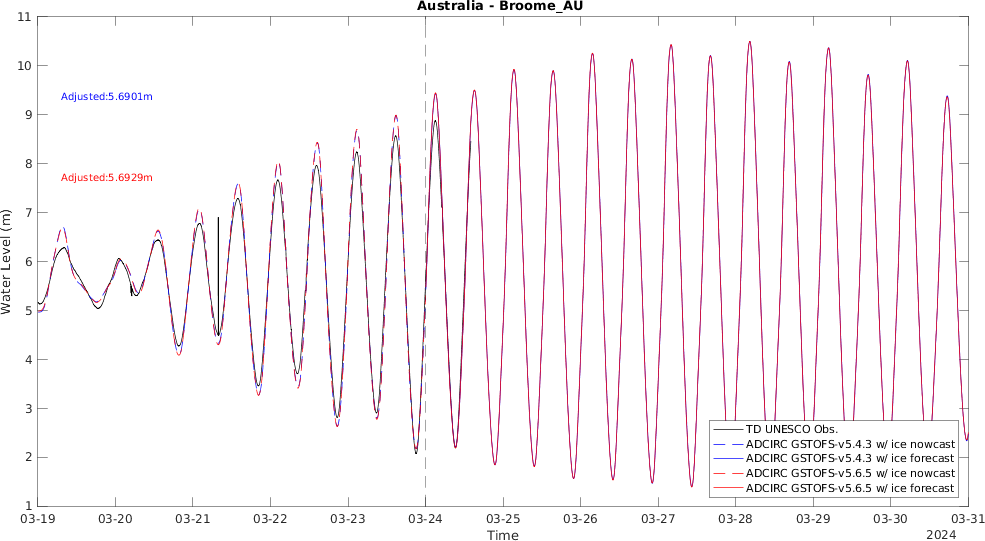 Australia - Broome_AU
11
10
9
8
7
6
5
4
3
2
1
Water Level (m)
Adjusted:5.6901m
Adjusted:5.6929m
TD UNESCO Obs.
ADCIRC GSTOFS-v5.4.3 w/ ice nowcast
ADCIRC GSTOFS-v5.4.3 w/ ice forecast
ADCIRC GSTOFS-v5.6.5 w/ ice nowcast
ADCIRC GSTOFS-v5.6.5 w/ ice forecast
03-19 03-20 03-21 03-22 03-23 03-24 03-25 03-26 03-27 03-28 03-29 03-30 03-31
Time
2024